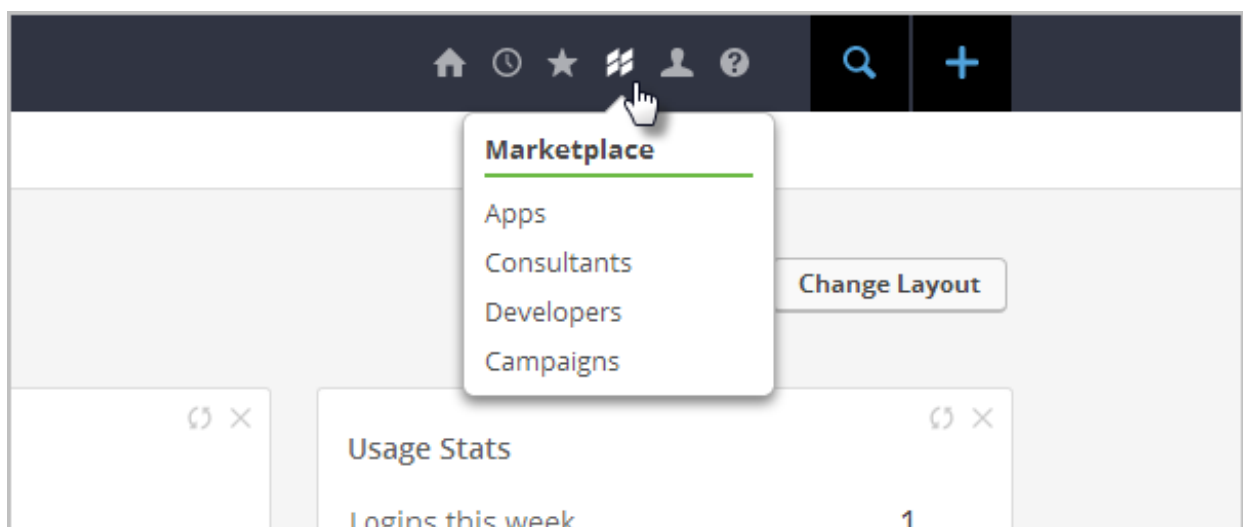 Marketplace
Apps
Consultants
Developers
Campaigns
Change Layout
Usage Stats
Logins this week 1